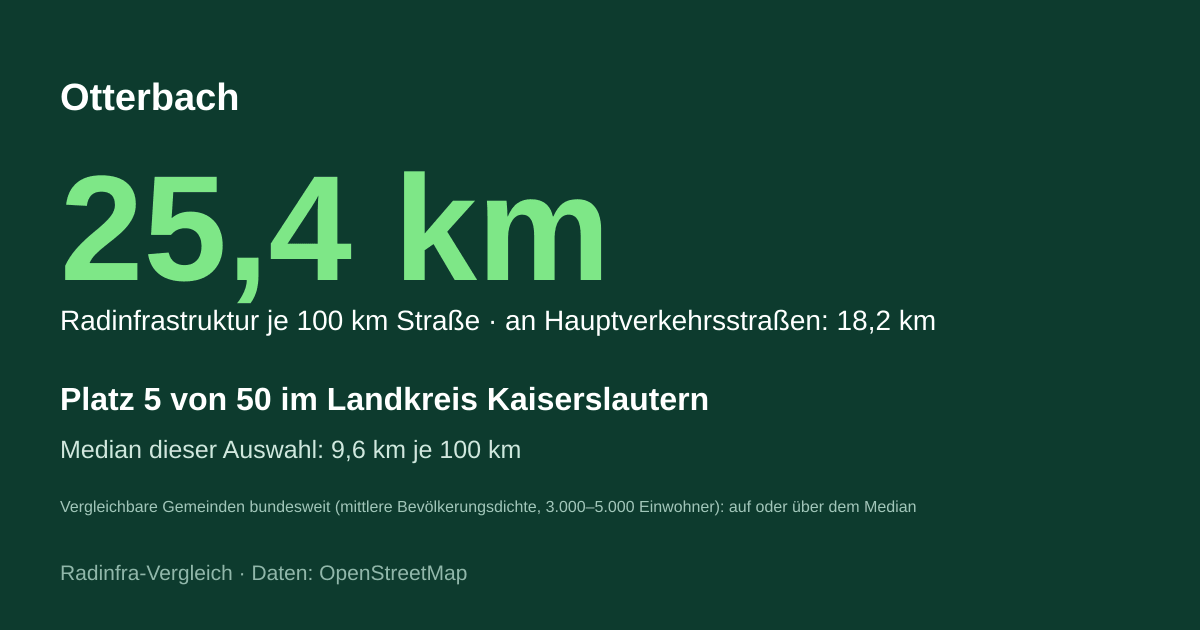 Otterbach
25,4 km
Radinfrastruktur je 100 km Straße · an Hauptverkehrsstraßen: 18,2 km
Platz 5 von 50 im Landkreis Kaiserslautern
Median dieser Auswahl: 9,6 km je 100 km
Vergleichbare Gemeinden bundesweit (mittlere Bevölkerungsdichte, 3.000–5.000 Einwohner): auf oder über dem Median
Radinfra-Vergleich · Daten: OpenStreetMap